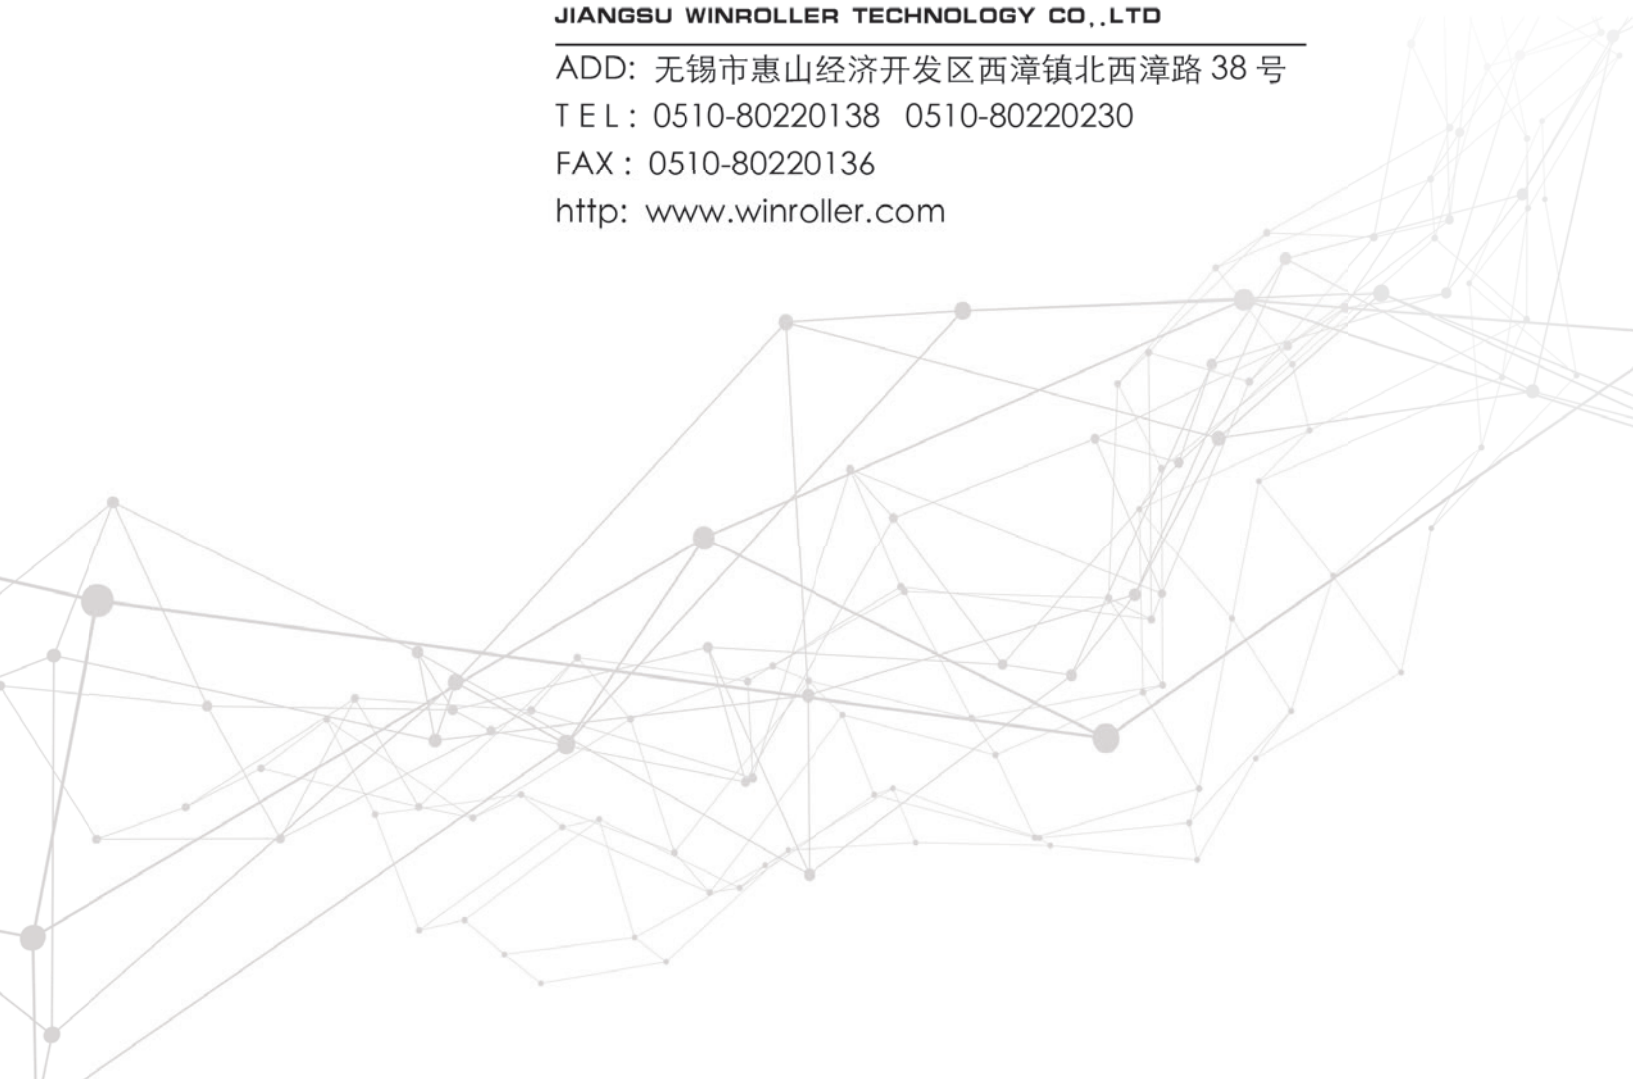 JIANGSU WINROLLER TECHNOLOGY CO,.LTD
ADD: 无锡市惠山经济开发区西漳镇北西漳路 38 号
TEL: 0510-80220138 0510-80220230
FAX : 0510-80220136
http: www.winroller.com